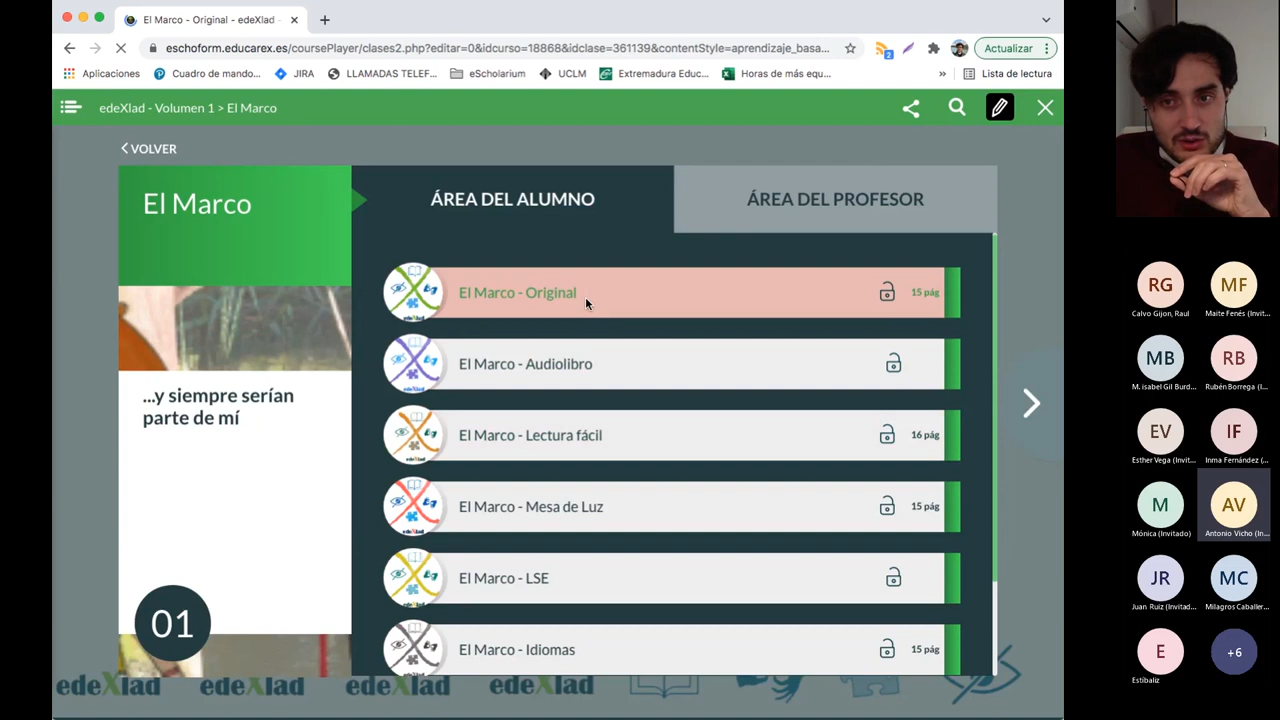 El Marco - Original - edeXlad -
eschoform.educarex.es/coursePlayer/clases2.php?editar=0&idcurso=18868&idclase=361139&contentStyle=aprendizaje_basa...
2
Actualizar
Aplicaciones
Cuadro de mando...
JIRA
LLAMADAS TELEF...
eScholarium
UCLM
Extremadura Educ...
Horas de más equ...
»
Lista de lectura
edeXlad - Volumen 1 > El Marco
VOLVER
El Marco
ÁREA DEL ALUMNO
ÁREA DEL PROFESOR
El Marco - Original
15 pág
El Marco - Audiolibro
...y siempre serían
parte de mí
El Marco - Lectura fácil
16 pág
El Marco - Mesa de Luz
15 pág
El Marco - LSE
01
El Marco - Idiomas
15 pág
edeXlad
edeXlad
edeXlad
edeXlad
RG
Calvo Gijon, Raul
MF
Maite Fenés (Invit...
MB
M. isabel Gil Burd...
RB
Rubén Borrega (I...
EV
Esther Vega (Invit...
IF
Inma Fernández (...
M
Mónica (Invitado)
AV
Antonio Vicho (In...
JR
Juan Ruiz (Invitad...
MC
Milagros Caballer...
E
Estíbaliz
+6